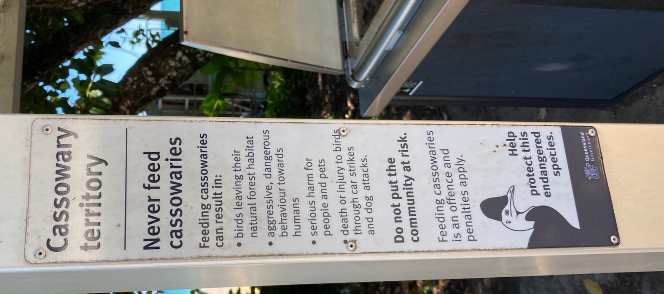 Cassowary
territory
Never feed
cassowaries
Feeding cassowaries
can result in:
• birds leaving their
natural forest habitat
• aggressive, dangerous
behaviour towards
humans
• serious harm for
people and pets
• death or injury to birds
through car strikes
and dog attacks.
Do not put the
community at risk.
Feeding cassowaries
is an offence and
penalties apply.
Help
protect this
endangered
species.
Queensland
Government